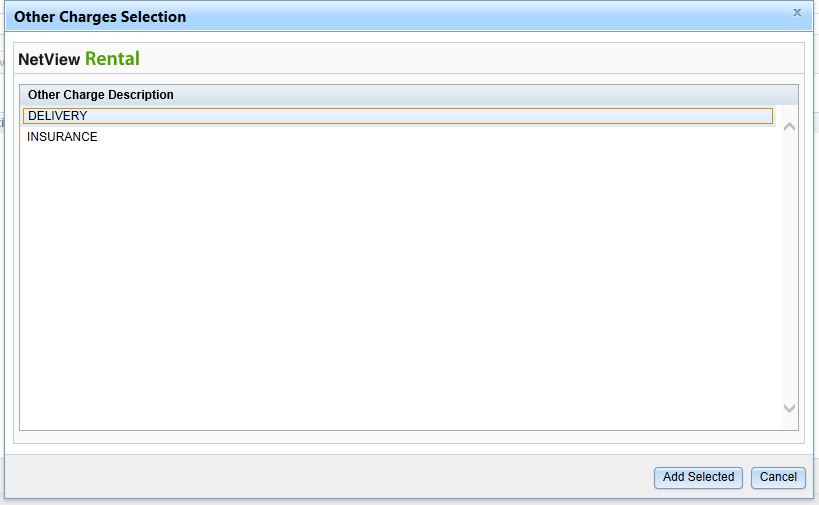 Other Charges Selection
x
NetView Rental
Other Charge Description
DELIVERY
INSURANCE
Add Selected Cancel